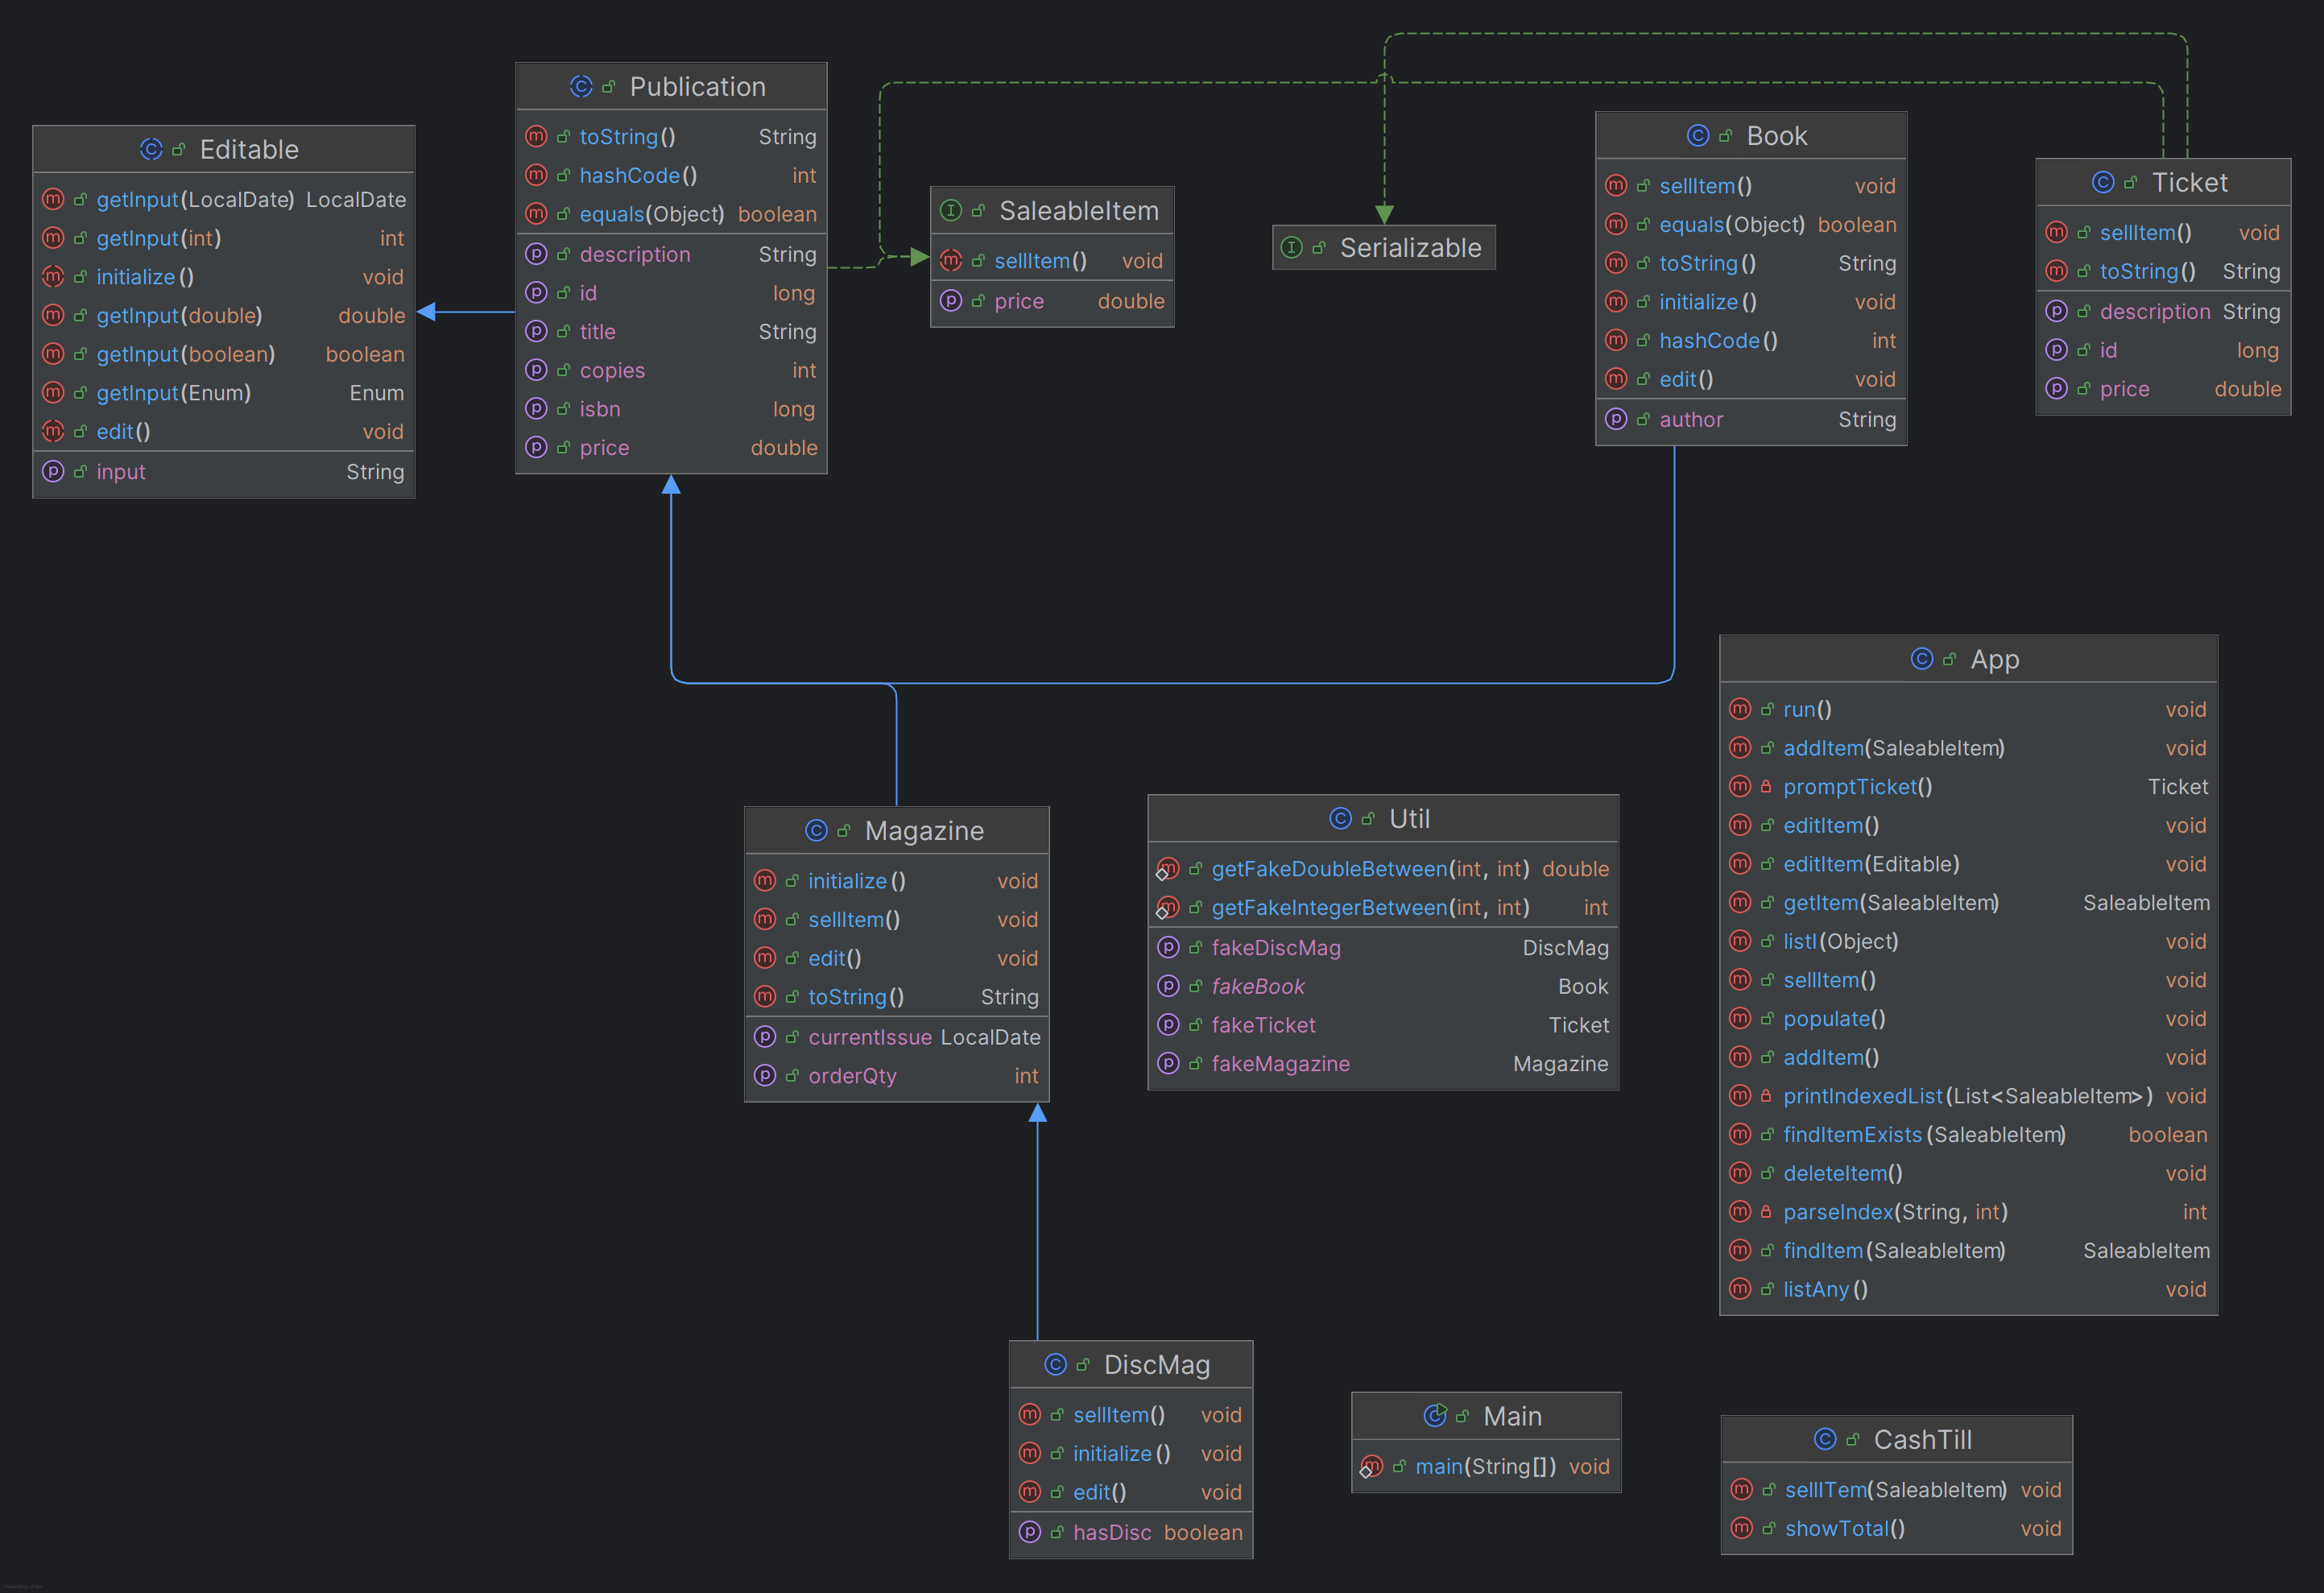 Editable
getInput(LocalDate) LocalDate
getInput(int) int
initialize() void
getInput(double) double
getInput(boolean) boolean
getInput(Enum) Enum
edit() void
input String
Publication
toString() String
hashCode() int
equals(Object) boolean
description String
id long
title String
copies int
isbn long
price double
SaleableItem
sellItem() void
price double
Serializable
Book
sellItem() void
equals(Object) boolean
toString() String
initialize() void
hashCode() int
edit() void
author String
Ticket
sellItem() void
toString() String
description String
id long
price double
App
run() void
addItem(SaleableItem) void
promptTicket() Ticket
editItem() void
editItem(Editable) void
getItem(SaleableItem) SaleableItem
listI(Object) void
sellItem() void
populate() void
addItem() void
printIndexedList(List<SaleableItem>) void
findItemExists(SaleableItem) boolean
deleteItem() void
parseIndex(String, int) int
findItem(SaleableItem) SaleableItem
listAny() void
Magazine
initialize() void
sellItem() void
edit() void
toString() String
currentIssue LocalDate
orderQty int
Util
getFakeDoubleBetween(int, int) double
getFakeIntegerBetween(int, int) int
fakeDiscMag DiscMag
fakeBook Book
fakeTicket Ticket
fakeMagazine Magazine
DiscMag
sellItem() void
initialize() void
edit() void
hasDisc boolean
Main
main(String[]) void
CashTill
sellITem(SaleableItem) void
showTotal() void